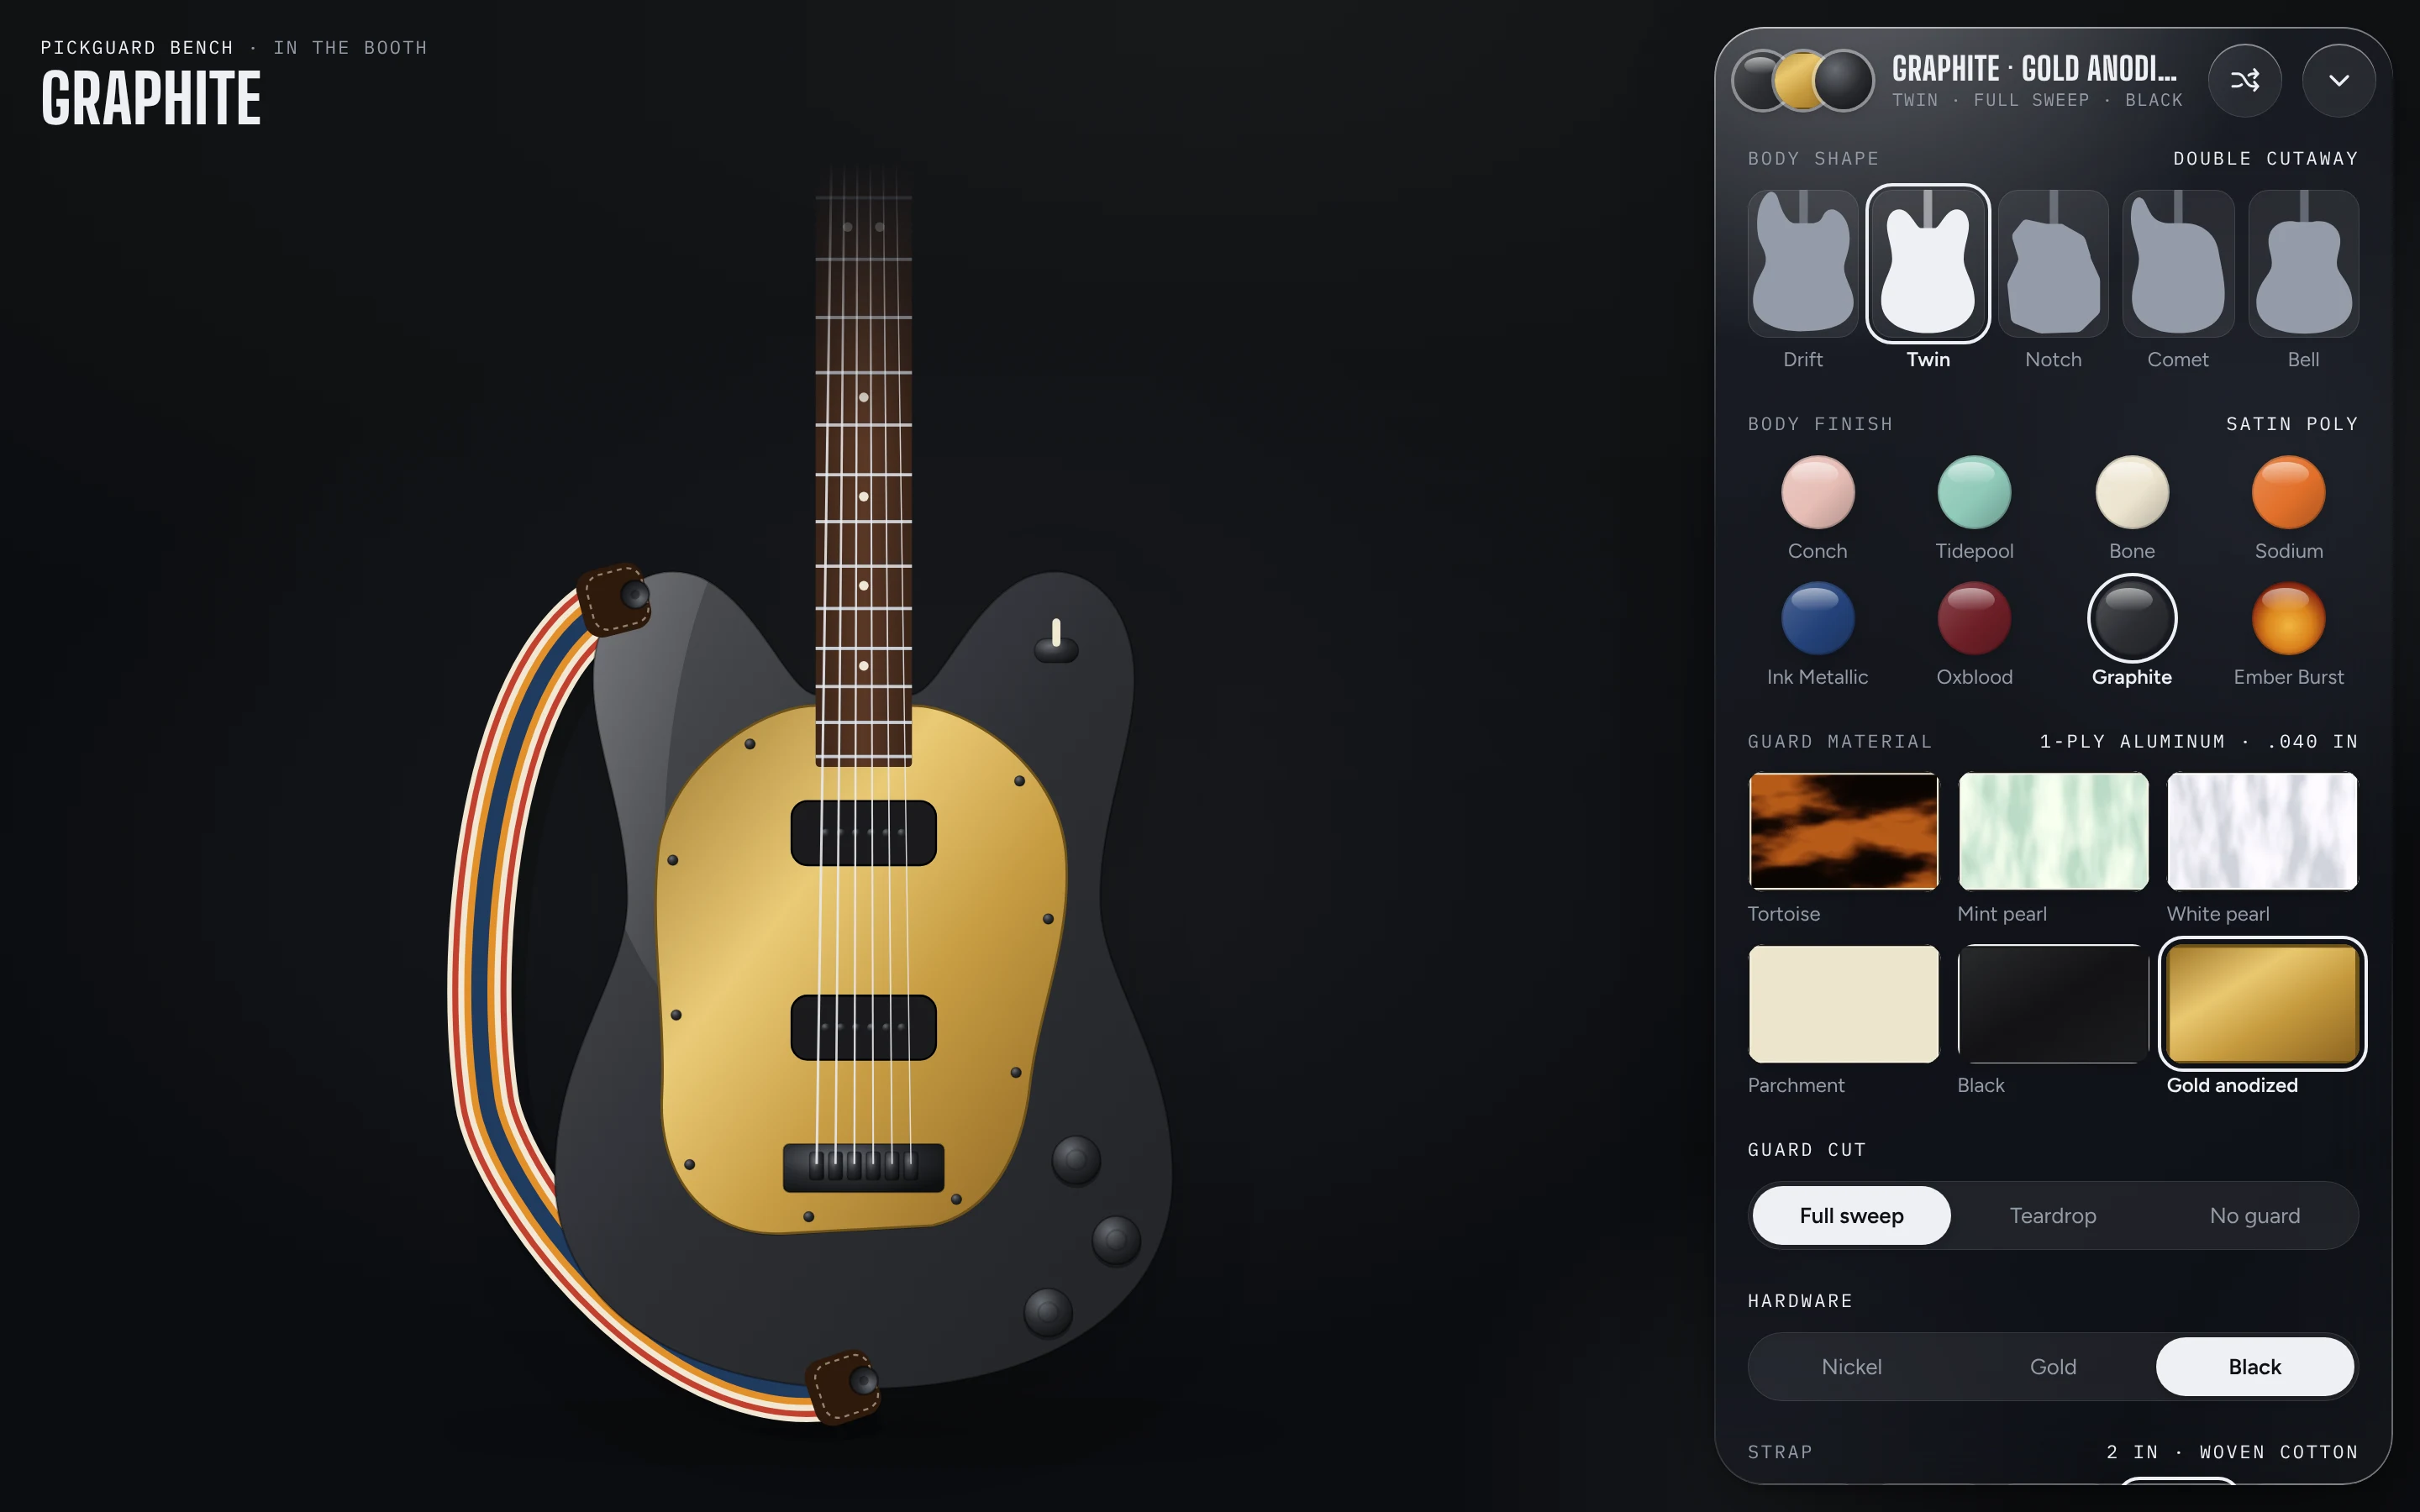 PICKGUARD BENCH · IN THE BOOTH
GRAPHITE
GRAPHITE · GOLD ANODI...
TWIN · FULL SWEEP · BLACK
BODY SHAPE DOUBLE CUTAWAY
Drift Twin Notch Comet Bell
BODY FINISH SATIN POLY
Conch Tidepool Bone Sodium
Ink Metallic Oxblood Graphite Ember Burst
GUARD MATERIAL 1-PLY ALUMINUM · .040 IN
Tortoise Mint pearl White pearl
Parchment Black Gold anodized
GUARD CUT
Full sweep Teardrop No guard
HARDWARE
Nickel Gold Black
STRAP 2 IN · WOVEN COTTON